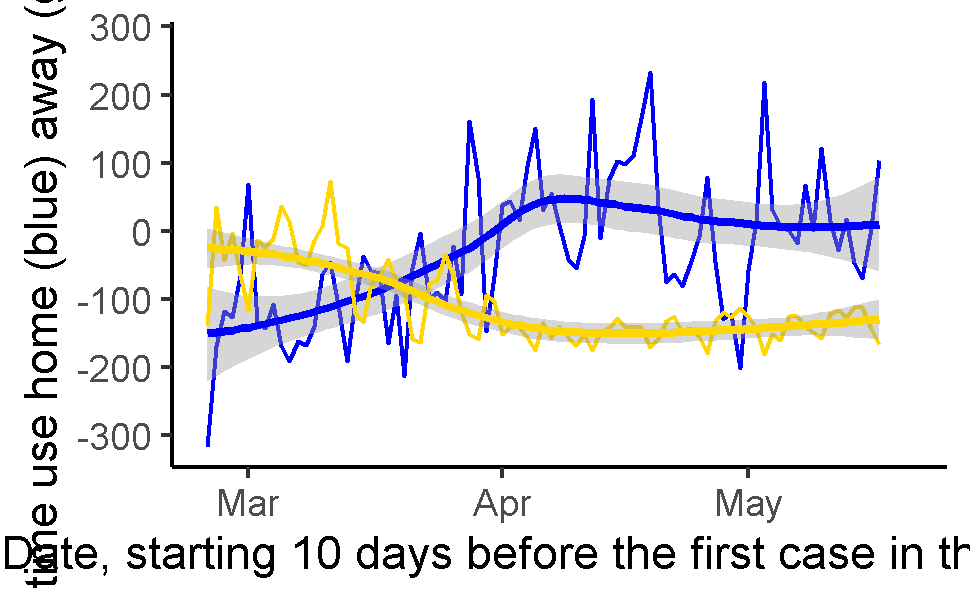 time use home (blue) away (
300
200
100
0
-100
-200
-300
Mar Apr May
Date, starting 10 days before the first case in th